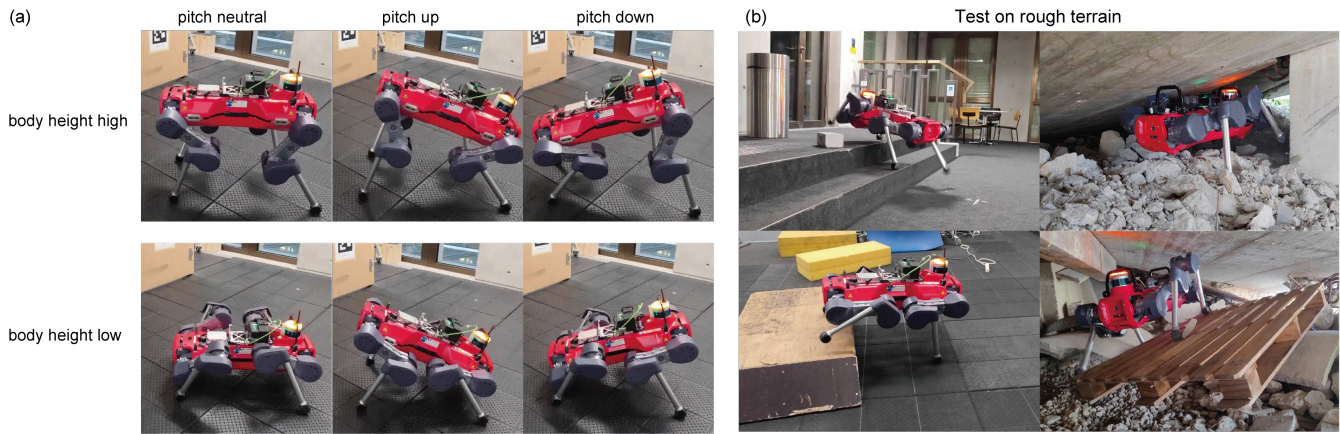 (a)
pitch neutral
pitch up
pitch down
body height high
body height low
(b)
Test on rough terrain